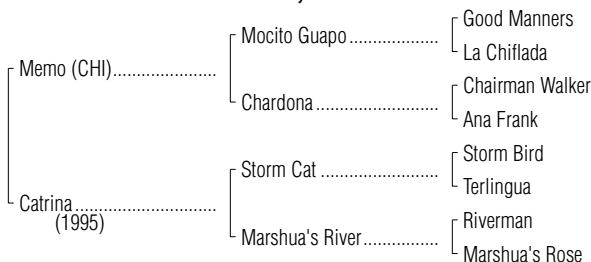 Good Manners
Mocito Guapo
La Chiflada
Memo (CHI)
Chairman Walker
Chardona
Ana Frank
Storm Bird
Storm Cat
Terlingua
Catrina
(1995)
Riverman
Marshua's River
Marshua's Rose